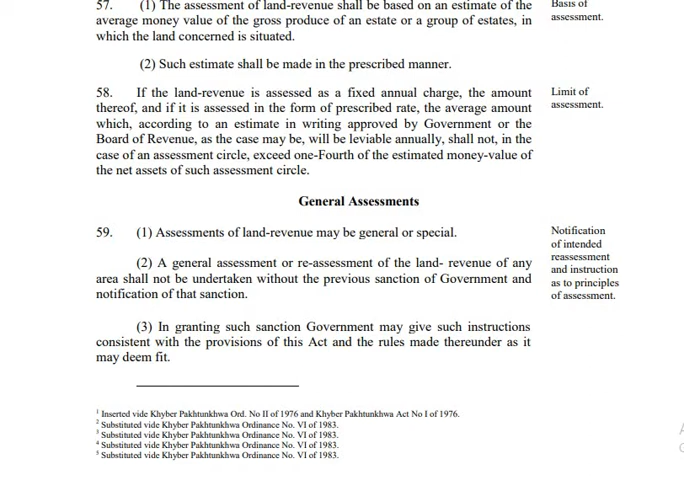 57. (1) The assessment of land-revenue shall be based on an estimate of the
average money value of the gross produce of an estate or a group of estates, in
which the land concerned is situated.
Basis of
assessment.
(2) Such estimate shall be made in the prescribed manner.
58. If the land-revenue is assessed as a fixed annual charge, the amount
thereof, and if it is assessed in the form of prescribed rate, the average amount
which, according to an estimate in writing approved by Government or the
Board of Revenue, as the case may be, will be leviable annually, shall not, in the
case of an assessment circle, exceed one-Fourth of the estimated money-value of
the net assets of such assessment circle.
Limit of
assessment.
General Assessments
59. (1) Assessments of land-revenue may be general or special.
(2) A general assessment or re-assessment of the land- revenue of any
area shall not be undertaken without the previous sanction of Government and
notification of that sanction.
Notification
of intended
reassessment
and instruction
as to principles
of assessment.
(3) In granting such sanction Government may give such instructions
consistent with the provisions of this Act and the rules made thereunder as it
may deem fit.
1 Inserted vide Khyber Pakhtunkhwa Ord. No II of 1976 and Khyber Pakhtunkhwa Act No I of 1976.
2 Substituted vide Khyber Pakhtunkhwa Ordinance No. VI of 1983.
3 Substituted vide Khyber Pakhtunkhwa Ordinance No. VI of 1983.
4 Substituted vide Khyber Pakhtunkhwa Ordinance No. VI of 1983.
5 Substituted vide Khyber Pakhtunkhwa Ordinance No. VI of 1983.